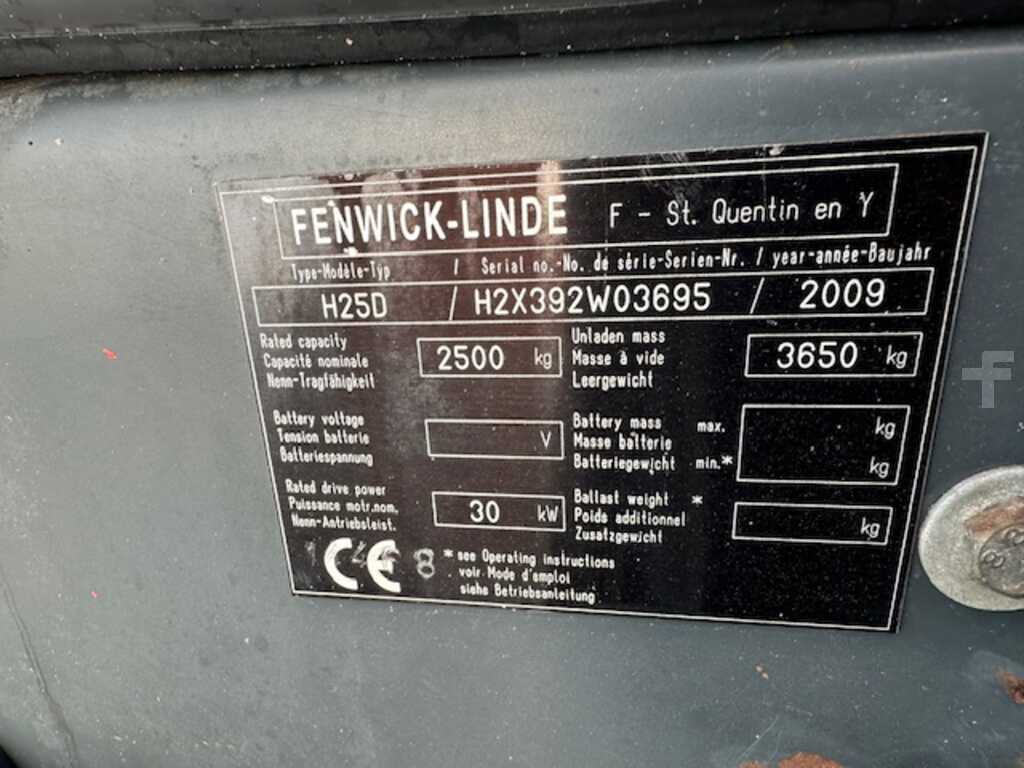 FENWICK-LINDE F - St. Quentin en Y
Type-Modèle-Typ / Serial no.-No. de série-Serien-Nr. / year-année-Baujahr
H25D / H2X392W03695 / 2009
Rated capacity
Capacité nominale
Nenn-Tragfähigkeit
2500 kg
Unladen mass
Masse à vide
Leergewicht
3650 kg
Battery voltage
Tension batterie
Batteriespannung
V
Battery mass max.
Masse batterie
Batteriegewicht min.*
kg
kg
Rated drive power
Puissance motr.nom.
Nenn-Antriebsleist.
30 kW
Ballast weight *
Poids additionnel
Zusatzgewicht
kg
CE
8
* see Operating instructions
voir Mode d'emploi
siehe Betriebsanleitung
f
8.8